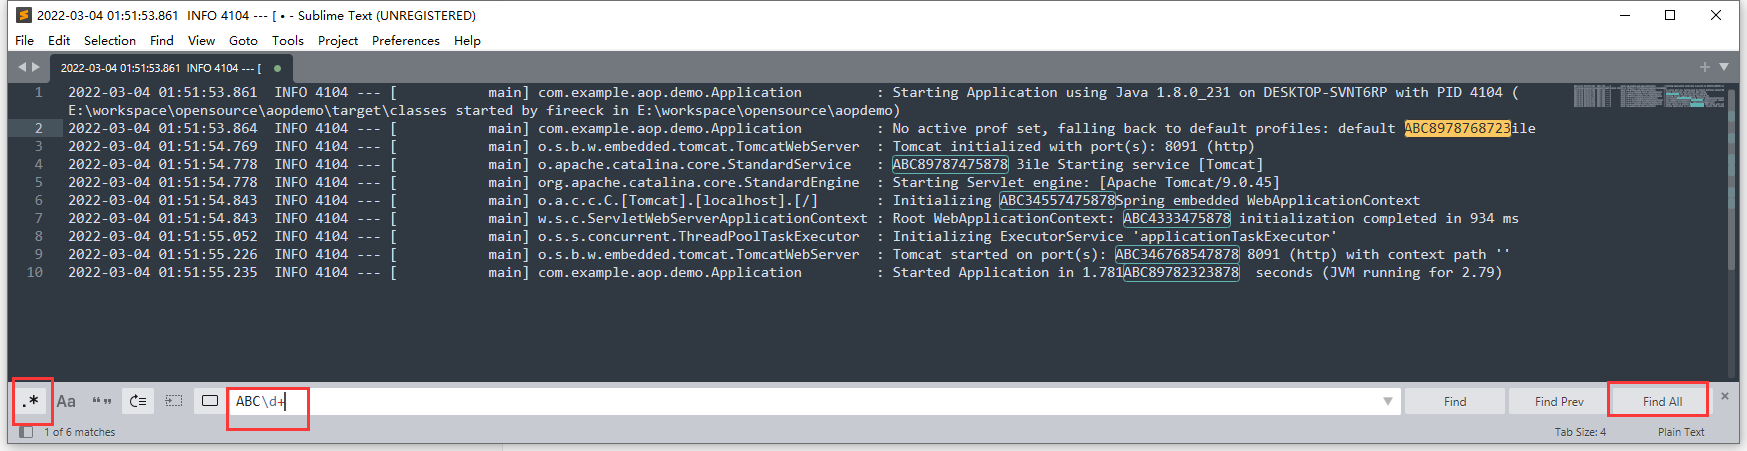 2022-03-04 01:51:53.861  INFO 4104 --- [ • - Sublime Text (UNREGISTERED)
File Edit Selection Find View Goto Tools Project Preferences Help
2022-03-04 01:51:53.861  INFO 4104 --- [
1 2022-03-04 01:51:53.861  INFO 4104 --- [           main] com.example.aop.demo.Application         : Starting Application using Java 1.8.0_231 on DESKTOP-SVNT6RP with PID 4104 (
E:\workspace\opensource\aopdemo\target\classes started by fireeck in E:\workspace\opensource\aopdemo)
2 2022-03-04 01:51:53.864  INFO 4104 --- [           main] com.example.aop.demo.Application         : No active prof set, falling back to default profiles: default ABC8978768723ile
3 2022-03-04 01:51:54.769  INFO 4104 --- [           main] o.s.b.w.embedded.tomcat.TomcatWebServer  : Tomcat initialized with port(s): 8091 (http)
4 2022-03-04 01:51:54.778  INFO 4104 --- [           main] o.apache.catalina.core.StandardService   : ABC89787475878 3ile Starting service [Tomcat]
5 2022-03-04 01:51:54.778  INFO 4104 --- [           main] org.apache.catalina.core.StandardEngine  : Starting Servlet engine: [Apache Tomcat/9.0.45]
6 2022-03-04 01:51:54.843  INFO 4104 --- [           main] o.a.c.c.C.[Tomcat].[localhost].[/]       : Initializing ABC34557475878Spring embedded WebApplicationContext
7 2022-03-04 01:51:54.843  INFO 4104 --- [           main] w.s.c.ServletWebServerApplicationContext : Root WebApplicationContext: ABC4333475878 initialization completed in 934 ms
8 2022-03-04 01:51:55.052  INFO 4104 --- [           main] o.s.s.concurrent.ThreadPoolTaskExecutor  : Initializing ExecutorService 'applicationTaskExecutor'
9 2022-03-04 01:51:55.226  INFO 4104 --- [           main] o.s.b.w.embedded.tomcat.TomcatWebServer  : Tomcat started on port(s): ABC346768547878 8091 (http) with context path ''
10 2022-03-04 01:51:55.235  INFO 4104 --- [           main] com.example.aop.demo.Application         : Started Application in 1.781ABC89782323878  seconds (JVM running for 2.79)
.* Aa “” ABC\d+ Find Find Prev Find All
1 of 6 matches Tab Size: 4 Plain Text